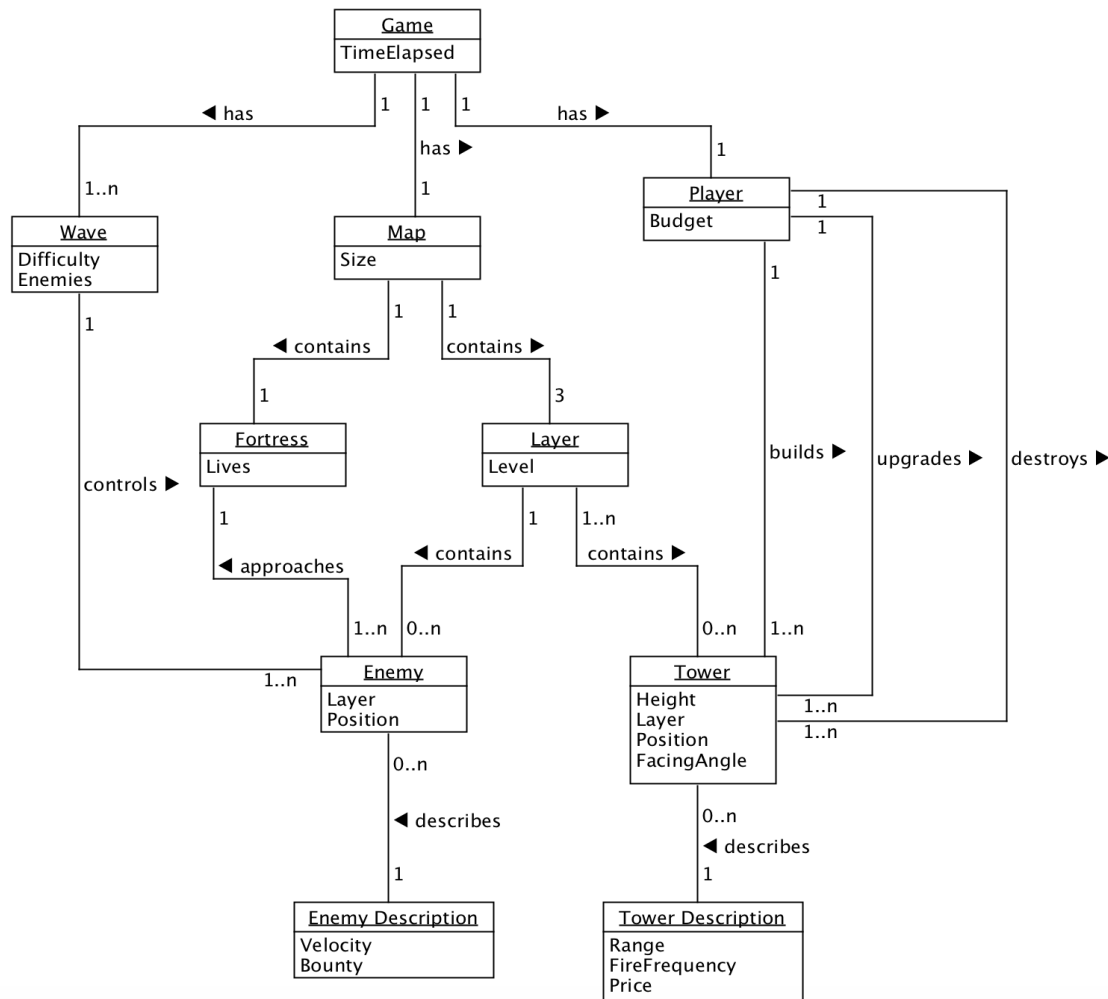 Game
TimeElapsed
1
1
1
◀ has
has ▶
has ▶
1
1..n
1
Player
Budget
1
1
Wave
Difficulty
Enemies
Map
Size
1
1
1
1
◀ contains
contains ▶
1
3
Fortress
Lives
Layer
Level
builds ▶
upgrades ▶
destroys ▶
controls ▶
1
1
1..n
◀ approaches
◀ contains
contains ▶
1..n
0..n
0..n
1..n
1..n
Enemy
Layer
Position
Tower
Height
Layer
Position
FacingAngle
1..n
1..n
0..n
◀ describes
1
0..n
◀ describes
1
Enemy Description
Velocity
Bounty
Tower Description
Range
FireFrequency
Price